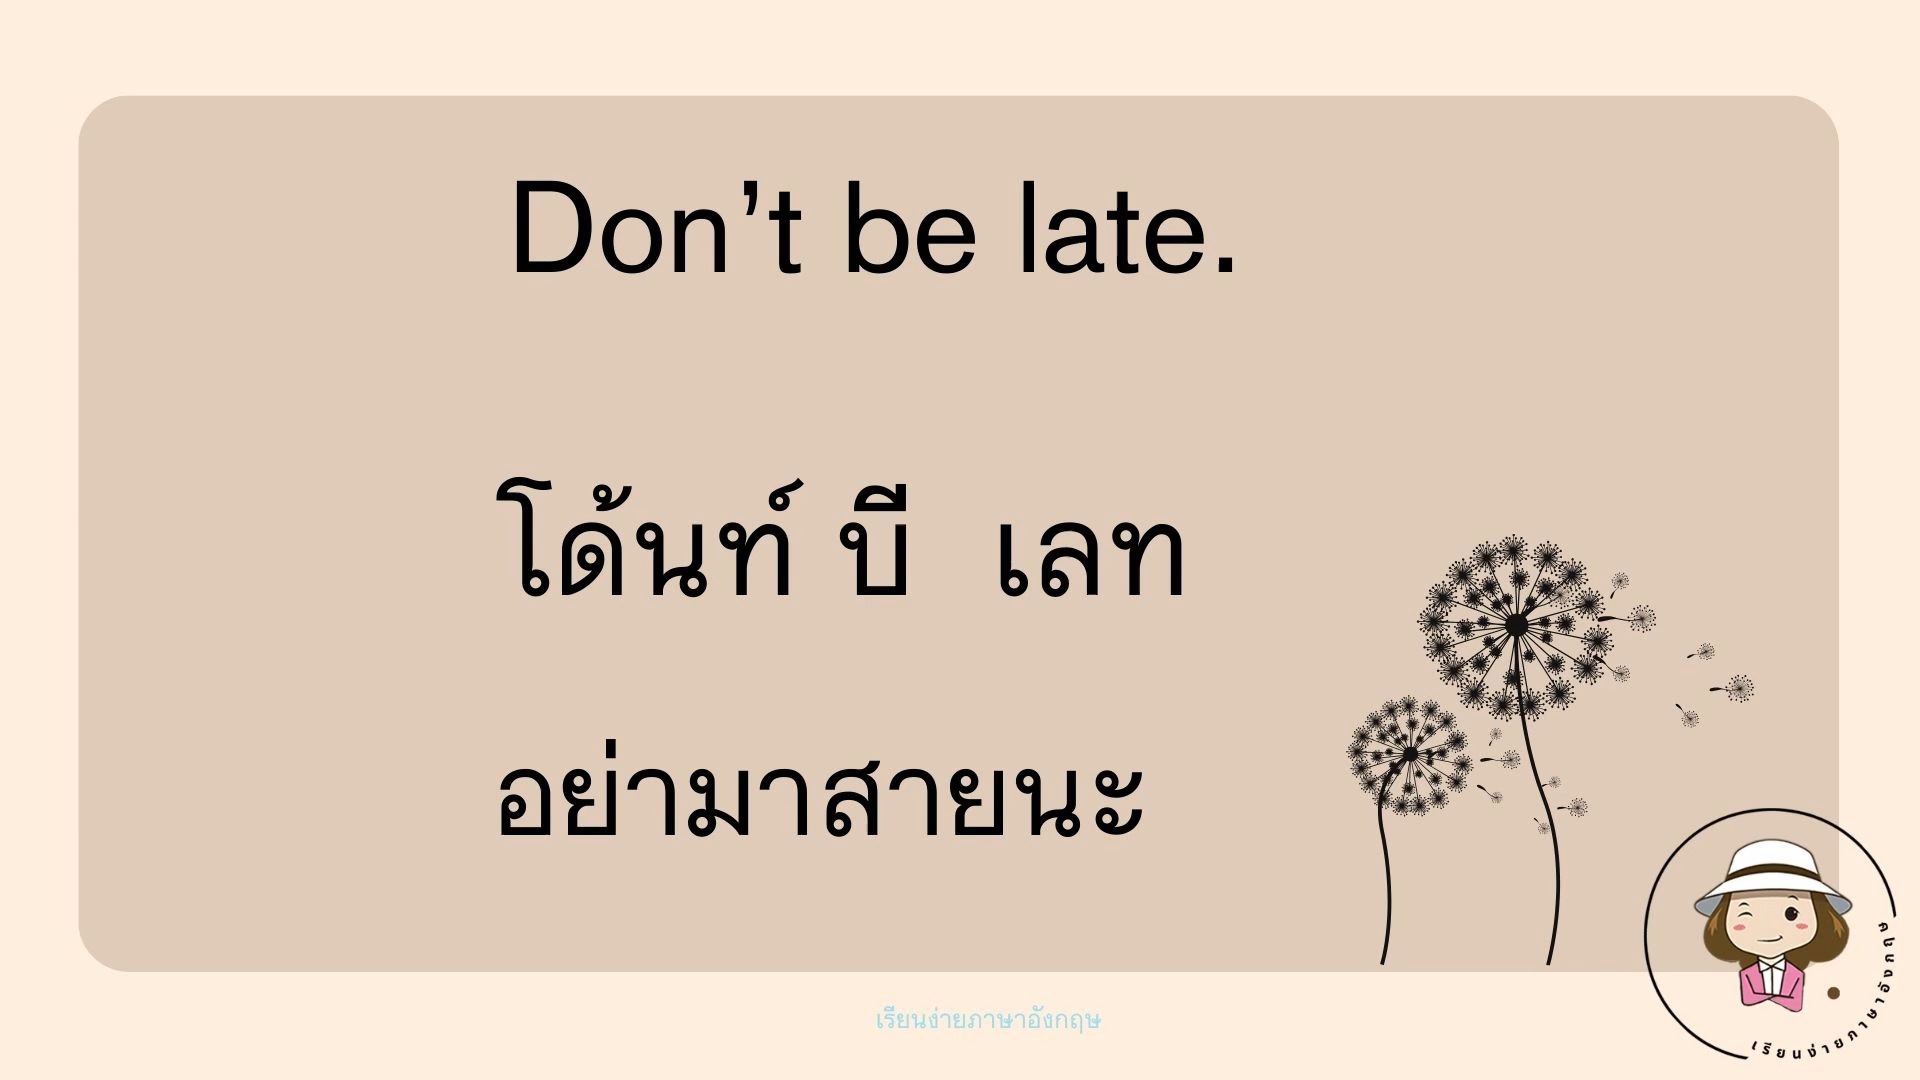 Don’t be late.
โด้นท์ บี  เลท
อย่ามาสายนะ
เรียนง่ายภาษาอังกฤษ
เรียนง่ายภาษาอังกฤษ